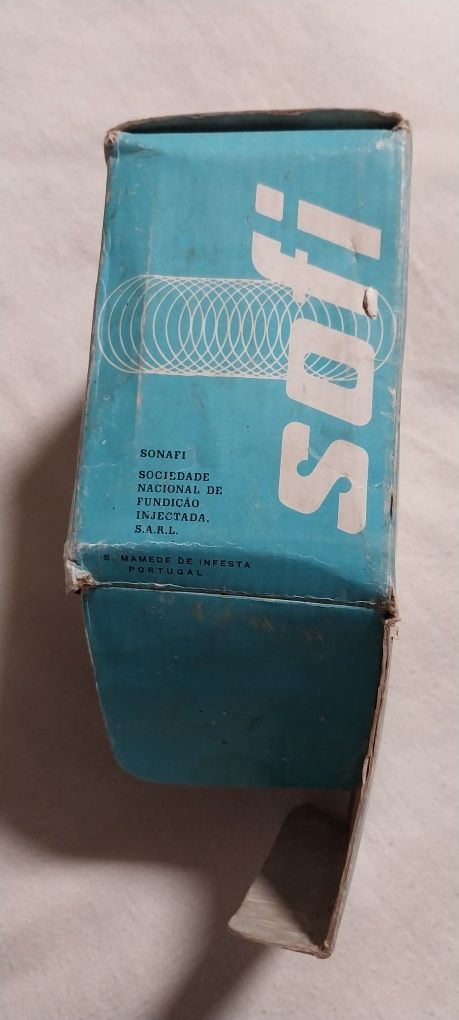 sofi
SONAFI
SOCIEDADE
NACIONAL DE
FUNDIÇÃO
INJECTADA,
S.A.R.L.
S. MAMEDE DE INFESTA
PORTUGAL